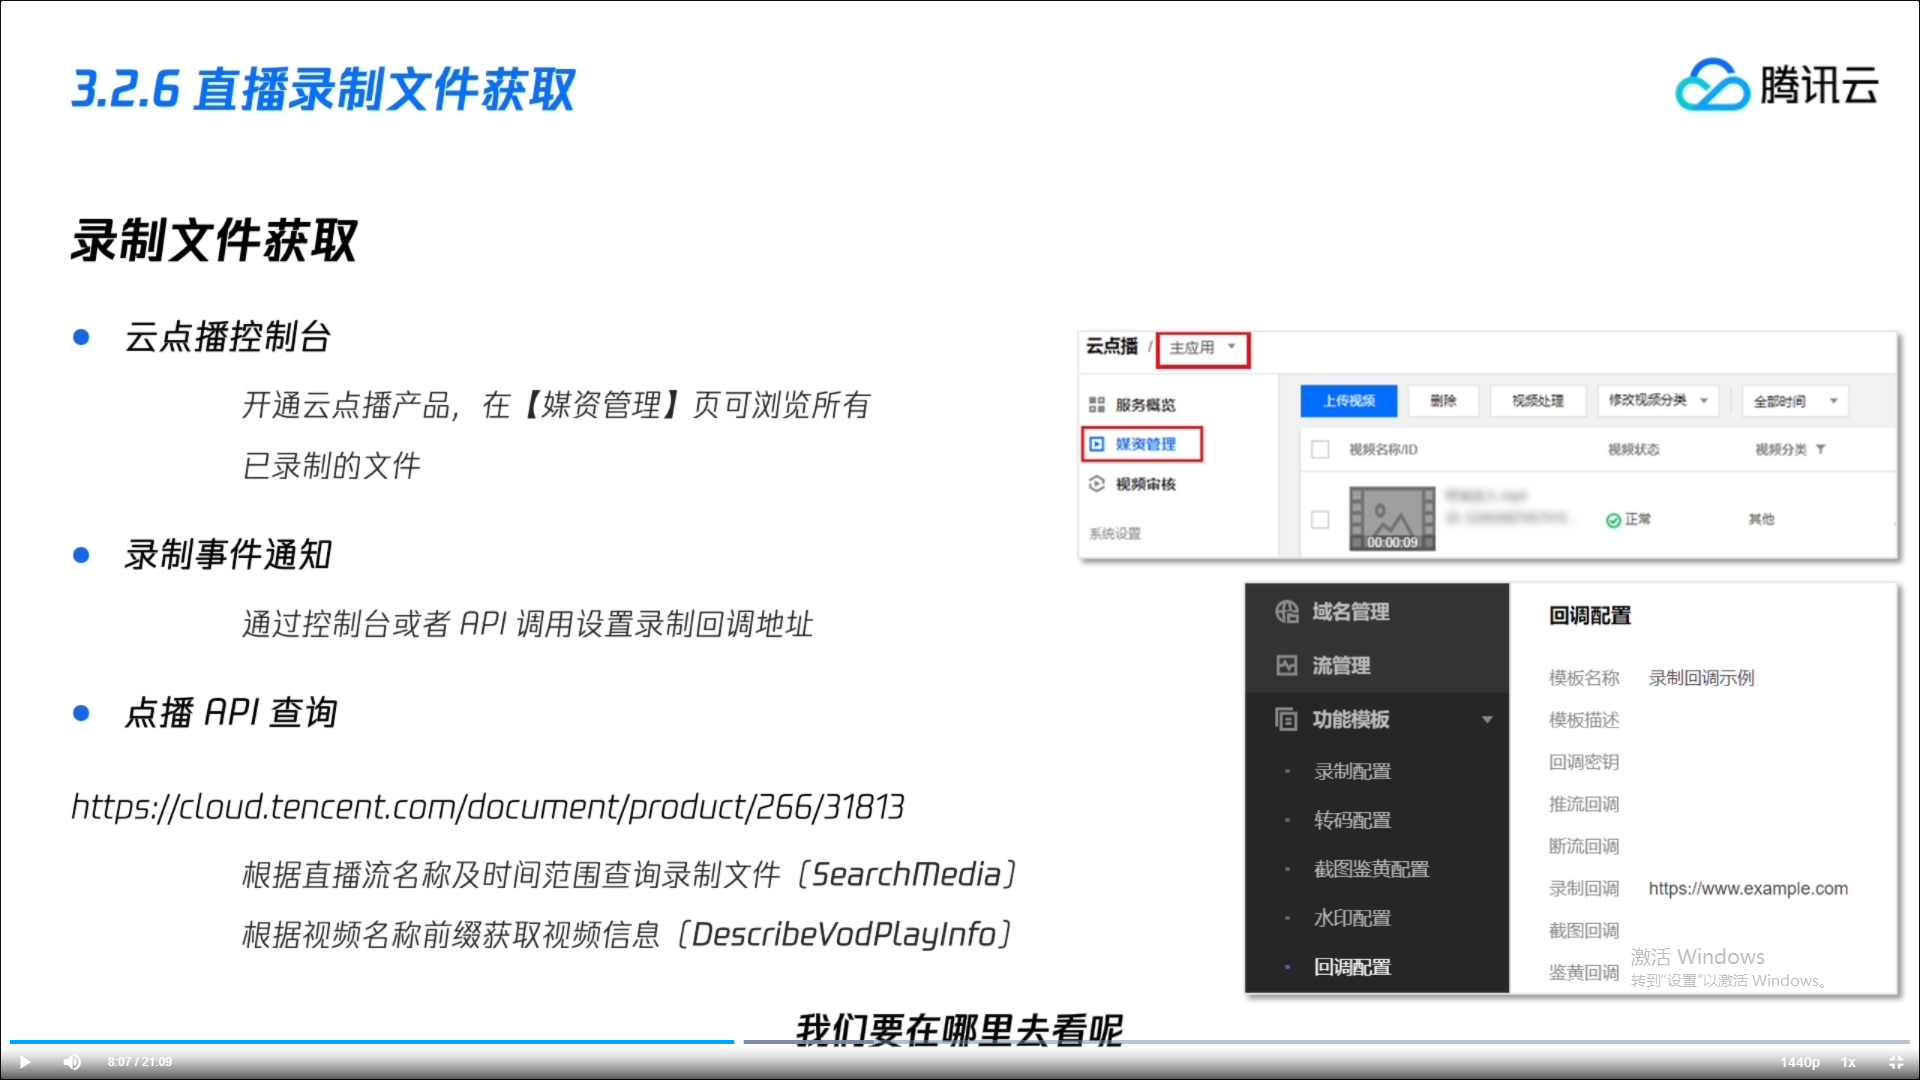 3.2.6 直播录制文件获取
腾讯云
录制文件获取
云点播控制台
开通云点播产品，在【媒资管理】页可浏览所有
已录制的文件
录制事件通知
通过控制台或者 API 调用设置录制回调地址
点播 API 查询
https://cloud.tencent.com/document/product/266/31813
根据直播流名称及时间范围查询录制文件（SearchMedia）
根据视频名称前缀获取视频信息（DescribeVodPlayInfo）
云点播 / 主应用
服务概览
媒资管理
视频审核
系统设置
上传视频 删除 视频处理 修改视频分类 全部时间
视频名称/ID 视频状态 视频分类
00:00:09 正常 其他
域名管理
流管理
功能模板
录制配置
转码配置
截图鉴黄配置
水印配置
回调配置
回调配置
模板名称 录制回调示例
模板描述
回调密钥
推流回调
断流回调
录制回调 https://www.example.com
截图回调
鉴黄回调
激活 Windows
转到“设置”以激活 Windows。
我们要在哪里去看呢
8:07 / 21:09
1440p 1x